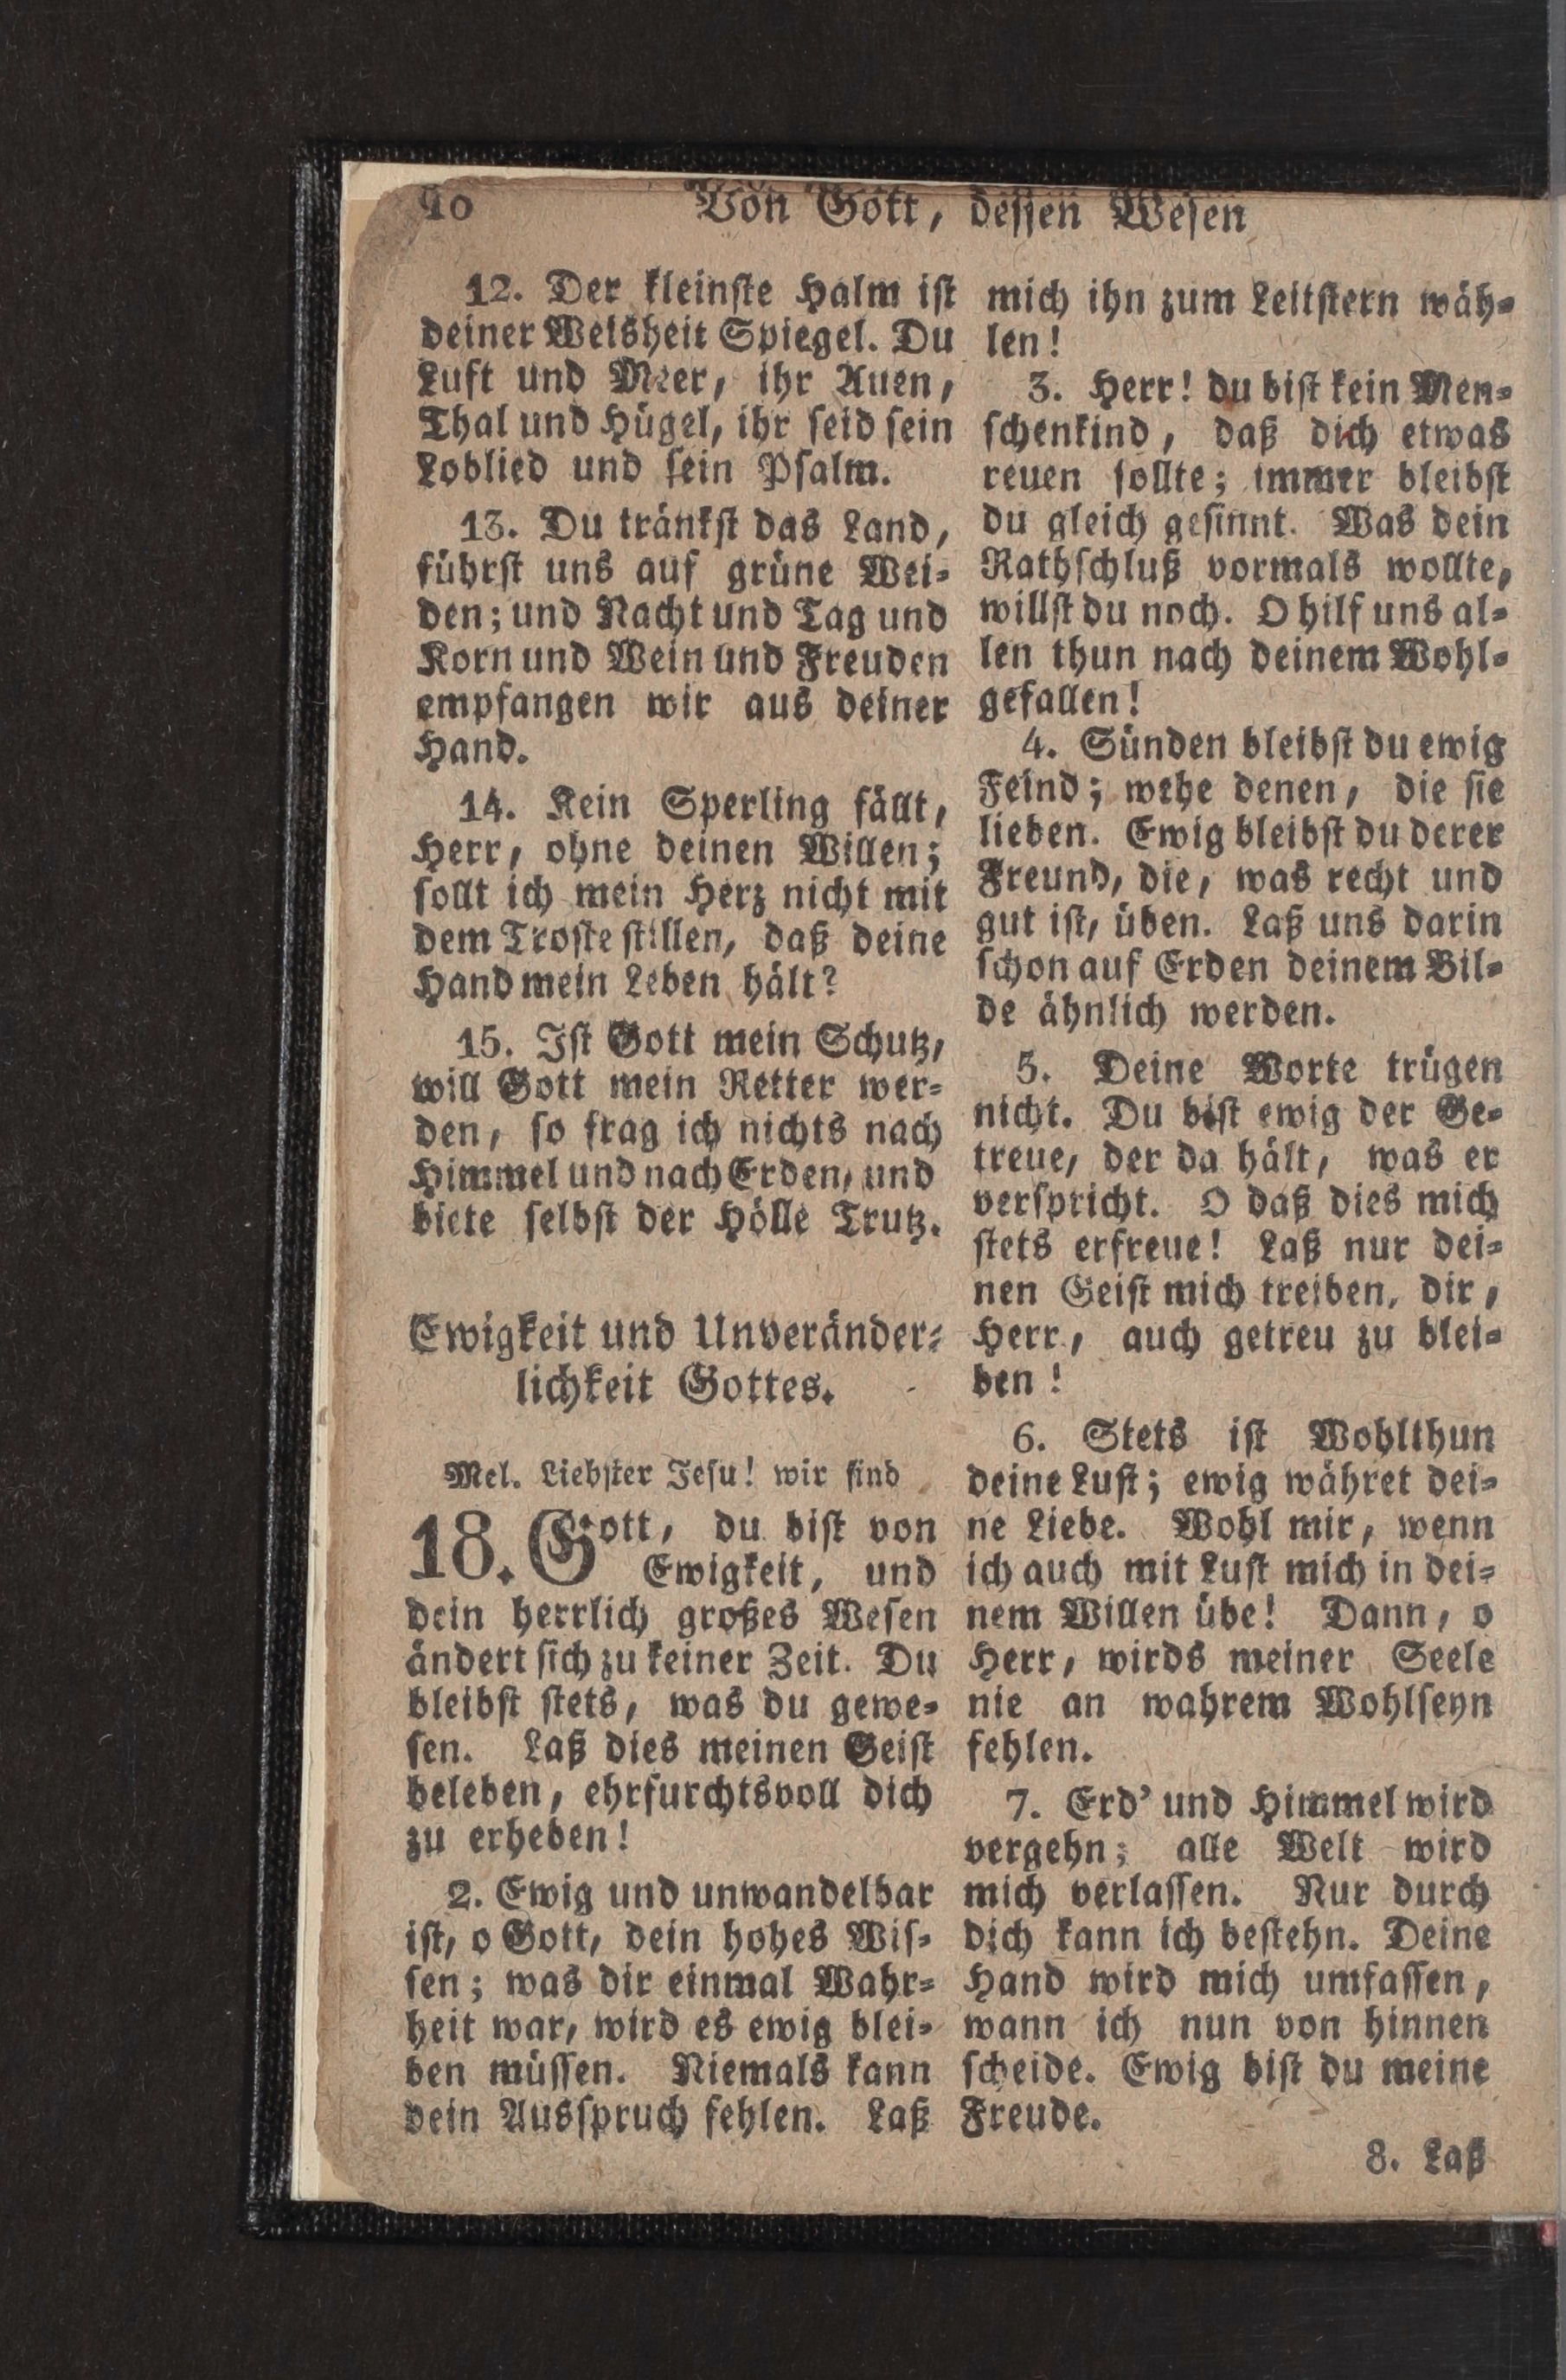 10 Von Gott, dessen Wesen
12. Der kleinste Halm ist
deiner Weisheit Spiegel. Du
Luft und Meer, ihr Auen,
Thal und Hügel, ihr seid sein
Loblied und sein Psalm.
13. Du tränkst das Land,
führst uns auf grüne Wei-
den; und Nacht und Tag und
Korn und Wein und Freuden
empfangen wir aus deiner
Hand.
14. Kein Sperling fällt,
Herr, ohne deinen Willen;
sollt ich mein Herz nicht mit
dem Troste stillen, daß deine
Hand mein Leben hält?
15. Ist Gott mein Schutz,
will Gott mein Retter wer-
den, so frag ich nichts nach
Himmel und nach Erden, und
biete selbst der Hölle Trutz.
Ewigkeit und Unveränder-
lichkeit Gottes.
Mel. Liebster Jesu! wir sind
18. Gott, du bist von
Ewigkeit, und
dein herrlich großes Wesen
ändert sich zu keiner Zeit. Du
bleibst stets, was du gewe-
sen. Laß dies meinen Geist
beleben, ehrfurchtsvoll dich
zu erheben!
2. Ewig und unwandelbar
ist, o Gott, dein hohes Wis-
sen; was dir einmal Wahr-
heit war, wird es ewig blei-
ben müssen. Niemals kann
dein Ausspruch fehlen. Laß
mich ihn zum Leitstern wäh-
len!
3. Herr! du bist kein Men-
schenkind, daß dich etwas
reuen sollte; immer bleibst
du gleich gesinnt. Was dein
Rathschluß vormals wollte,
willst du noch. O hilf uns al-
len thun nach deinem Wohl-
gefallen!
4. Sünden bleibst du ewig
Feind; wehe denen, die sie
lieben. Ewig bleibst du derer
Freund, die, was recht und
gut ist, üben. Laß uns darin
schon auf Erden deinem Bil-
de ähnlich werden.
5. Deine Worte trügen
nicht. Du bist ewig der Ge-
treue, der da hält, was er
verspricht. O daß dies mich
stets erfreue! Laß nur dei-
nen Geist mich treiben, dir,
Herr, auch getreu zu blei-
ben!
6. Stets ist Wohlthun
deine Lust; ewig währet dei-
ne Liebe. Wohl mir, wenn
ich auch mit Lust mich in dei-
nem Willen übe! Dann, o
Herr, wirds meiner Seele
nie an wahrem Wohlseyn
fehlen.
7. Erd' und Himmel wird
vergehn; alle Welt wird
mich verlassen. Nur durch
dich kann ich bestehn. Deine
Hand wird mich umfassen,
wann ich nun von hinnen
scheide. Ewig bist du meine
Freude.
8. Laß